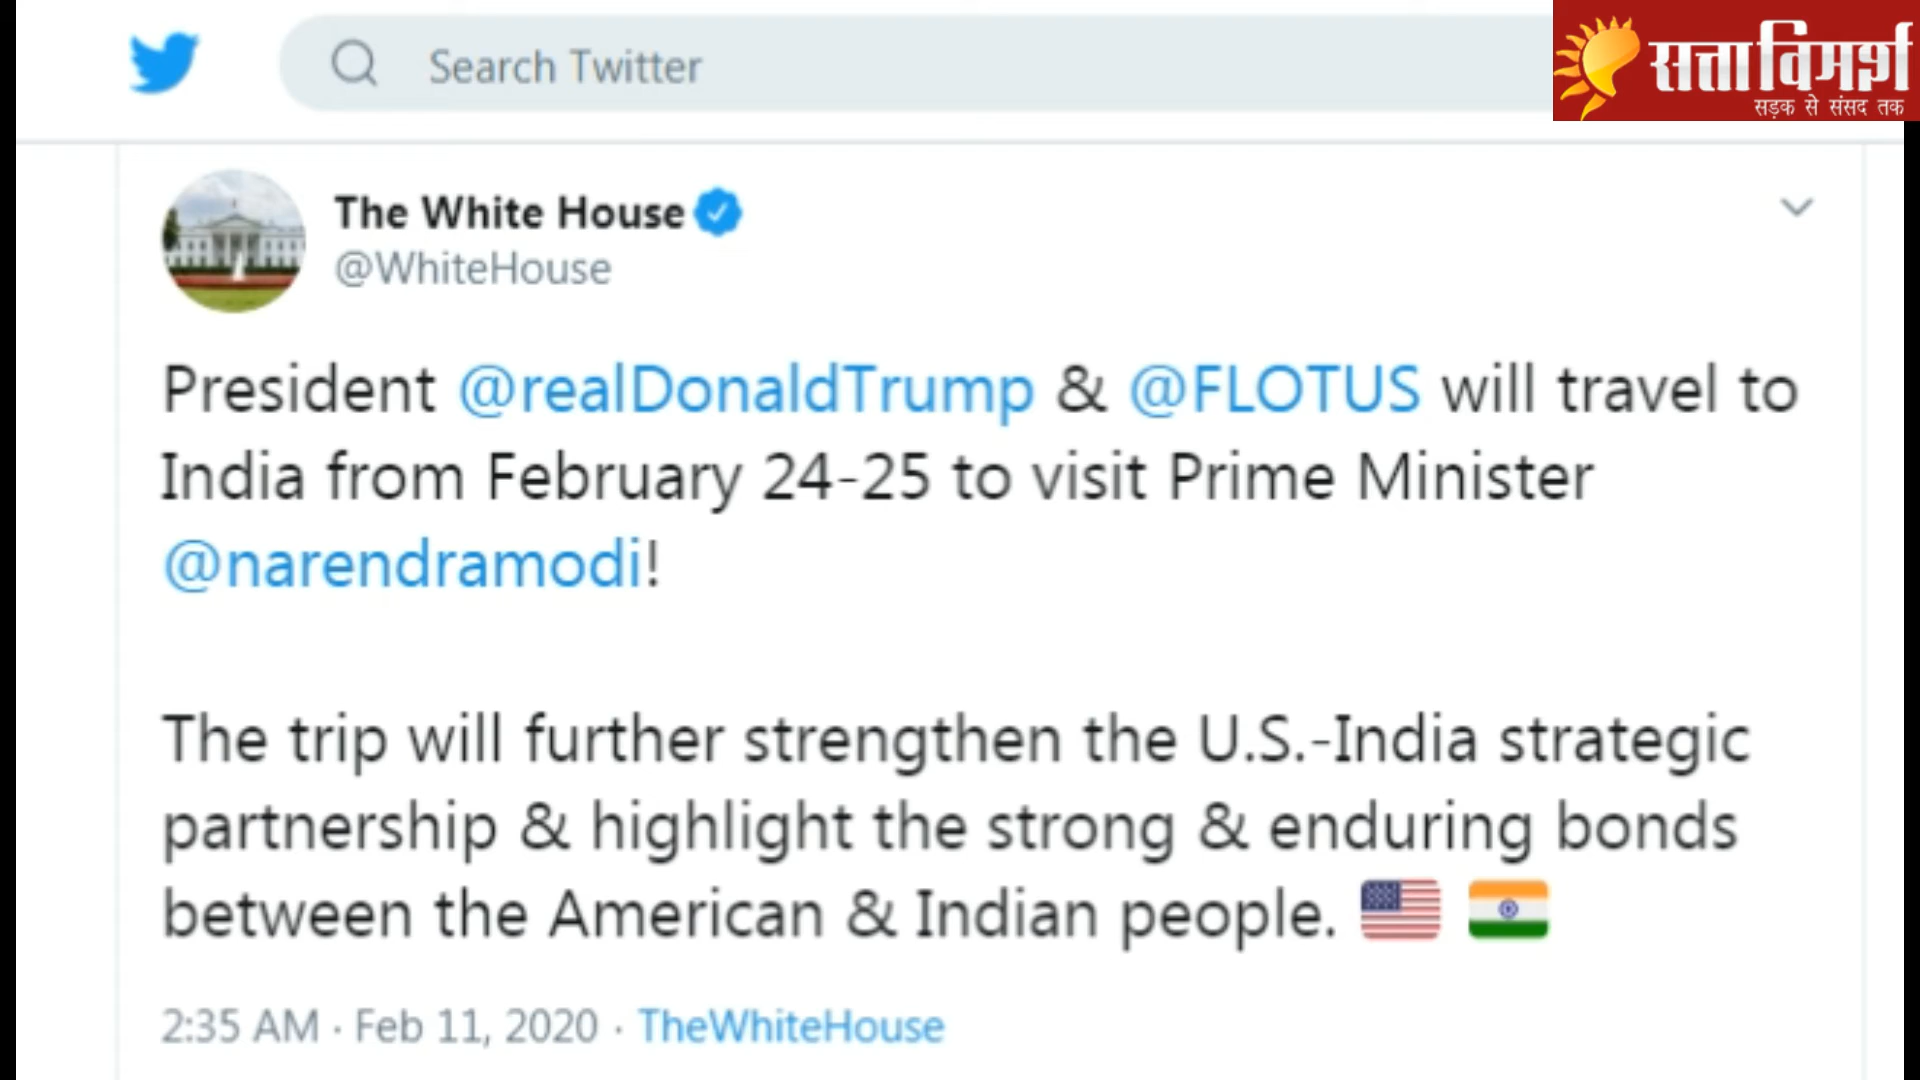 Search Twitter
सत्ता विमर्श
सड़क से संसद तक
The White House
@WhiteHouse
President @realDonaldTrump & @FLOTUS will travel to
India from February 24-25 to visit Prime Minister
@narendramodi!
The trip will further strengthen the U.S.-India strategic
partnership & highlight the strong & enduring bonds
between the American & Indian people. 🇺🇸 🇮🇳
2:35 AM · Feb 11, 2020 · TheWhiteHouse